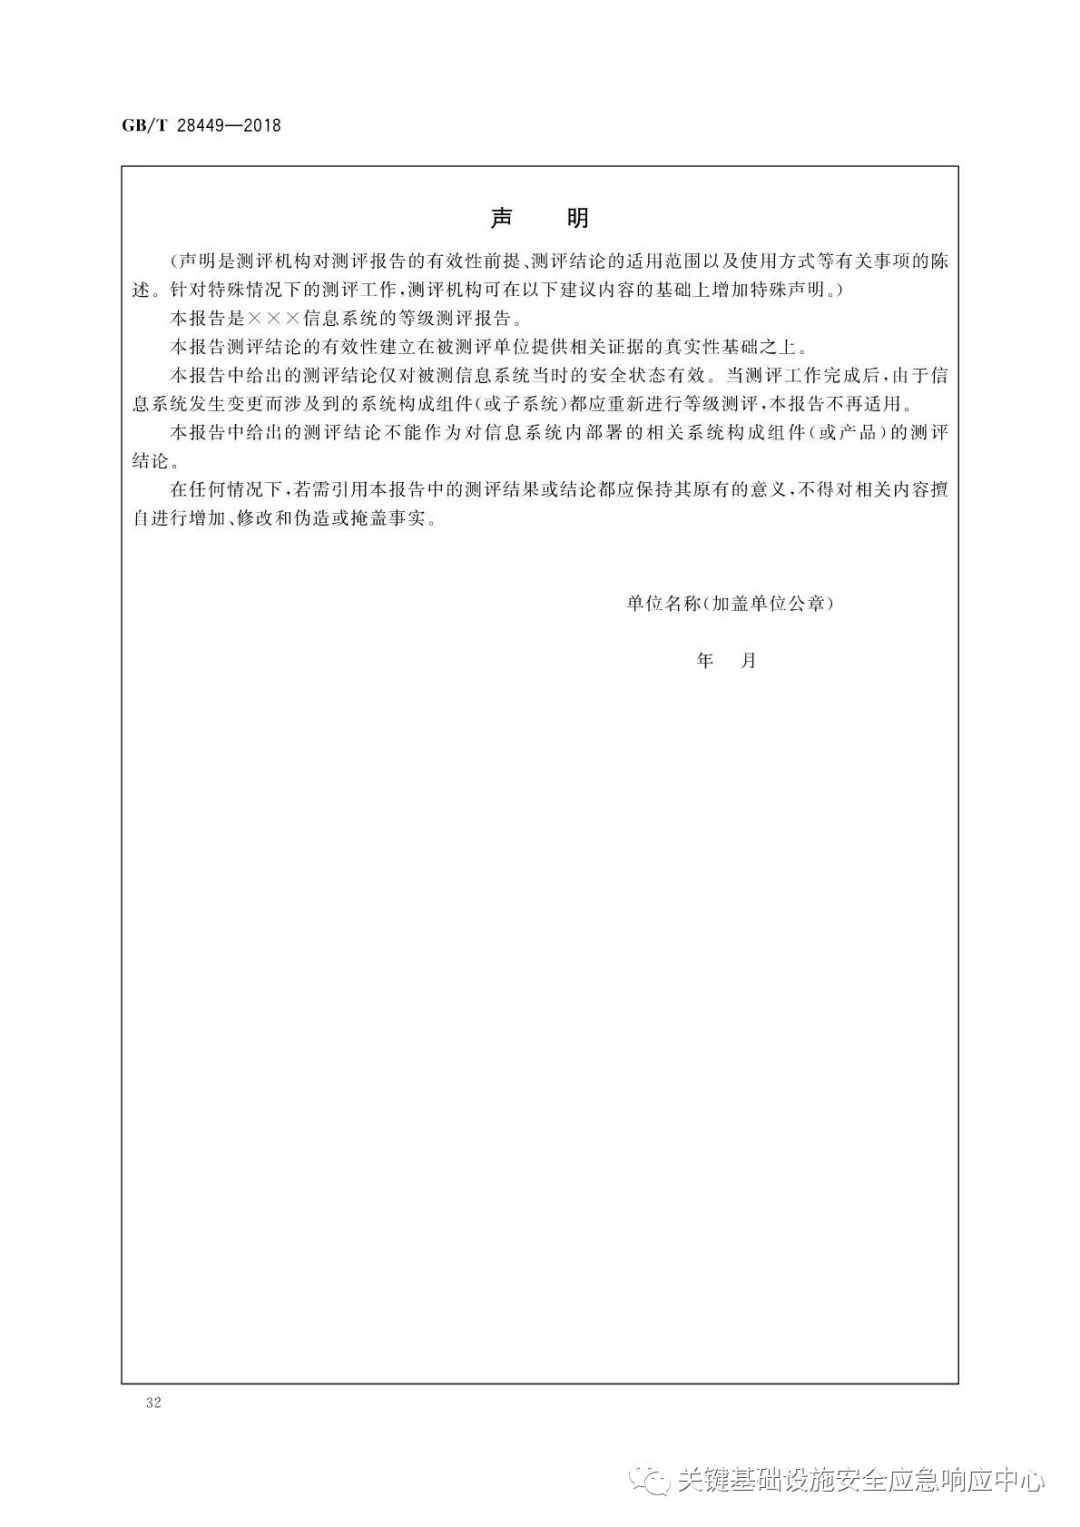 GB/T 28449—2018
声 明
(声明是测评机构对测评报告的有效性前提、测评结论的适用范围以及使用方式等有关事项的陈
述。针对特殊情况下的测评工作,测评机构可在以下建议内容的基础上增加特殊声明。)
本报告是×××信息系统的等级测评报告。
本报告测评结论的有效性建立在被测评单位提供相关证据的真实性基础之上。
本报告中给出的测评结论仅对被测信息系统当时的安全状态有效。当测评工作完成后,由于信
息系统发生变更而涉及到的系统构成组件(或子系统)都应重新进行等级测评,本报告不再适用。
本报告中给出的测评结论不能作为对信息系统内部署的相关系统构成组件(或产品)的测评
结论。
在任何情况下,若需引用本报告中的测评结果或结论都应保持其原有的意义,不得对相关内容擅
自进行增加、修改和伪造或掩盖事实。
单位名称(加盖单位公章)
年 月
32
关键基础设施安全应急响应中心